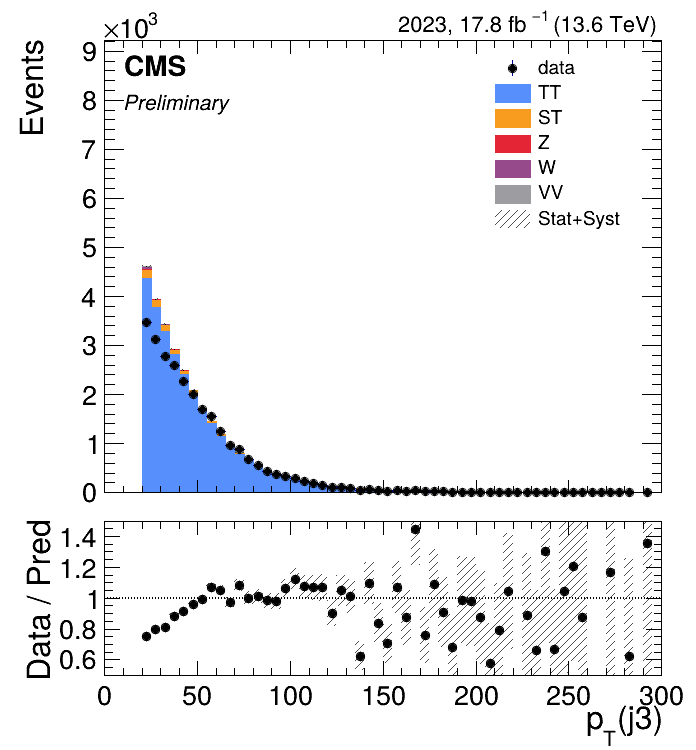 ×10³
2023, 17.8 fb⁻¹ (13.6 TeV)
Events
CMS
Preliminary
data
TT
ST
Z
W
VV
Stat+Syst
9
8
7
6
5
4
3
2
1
0
Data / Pred
1.4
1.2
1
0.8
0.6
0 50 100 150 200 250 300
p_T(j3)